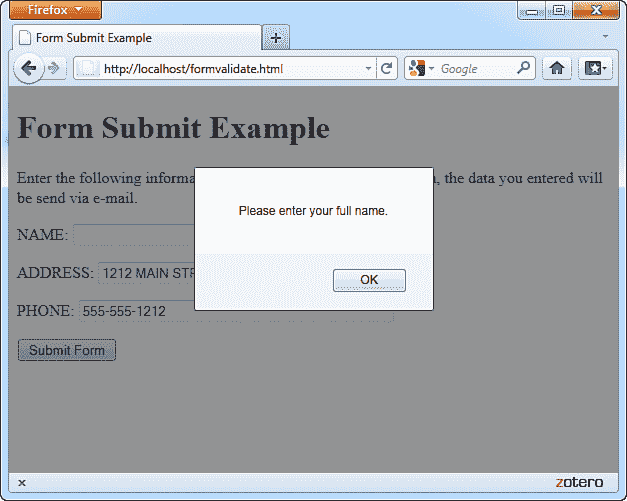 Firefox
Form Submit Example
http://localhost/formvalidate.html
Google
Form Submit Example
Enter the following , the data you entered will
be send via e-mail.
Please enter your full name.
NAME:
ADDRESS: 1212 MAIN
OK
PHONE: 555-555-1212
Submit Form
zotero